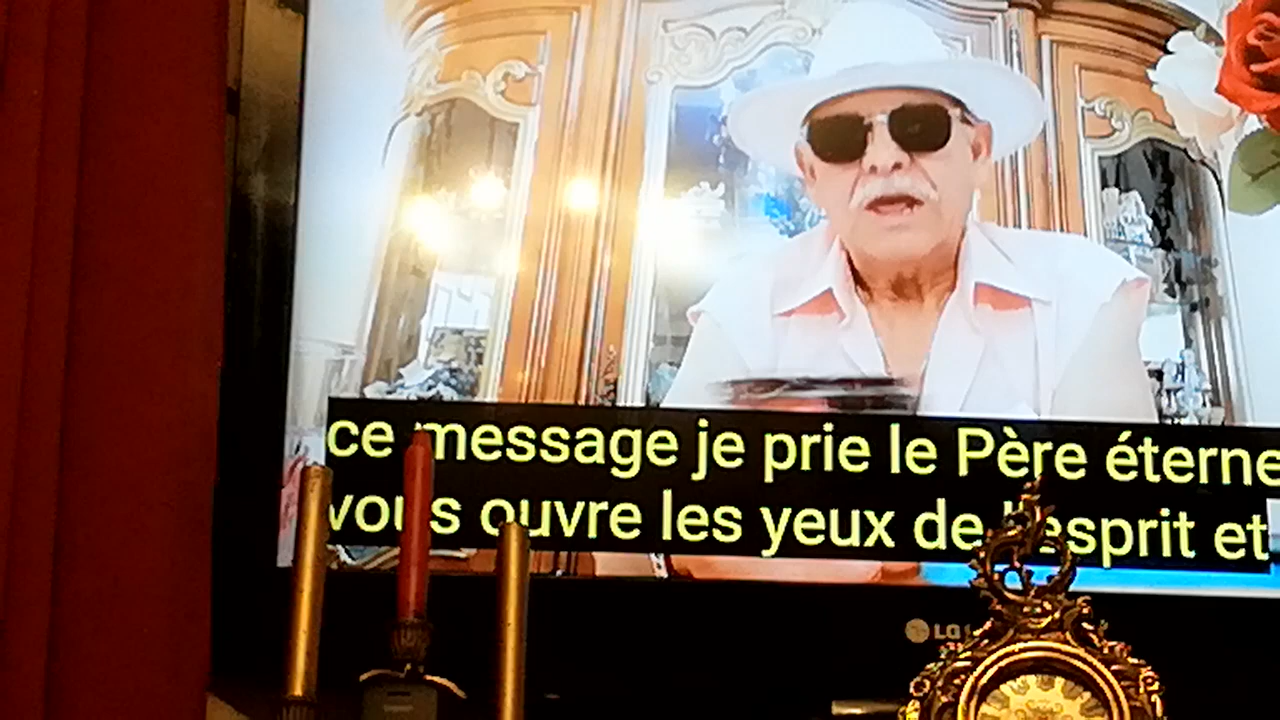 ce message je prie le Père éterne
vous ouvre les yeux de l'esprit et
LG